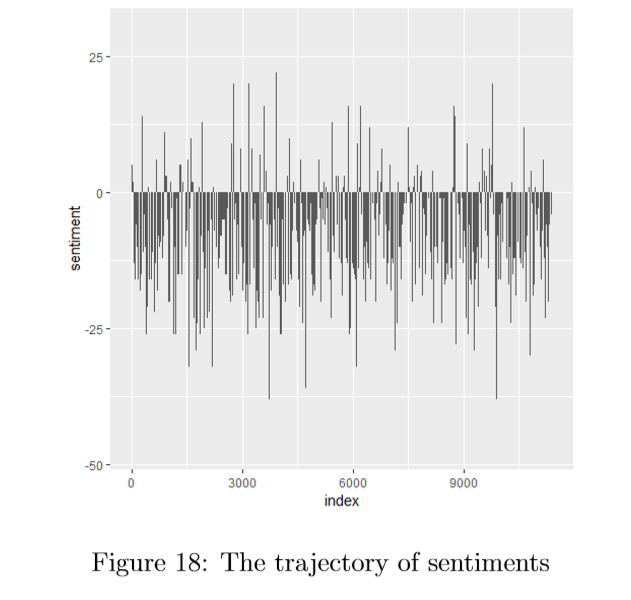 25
0
-25
-50
sentiment
0 3000 6000 9000
index
Figure 18: The trajectory of sentiments